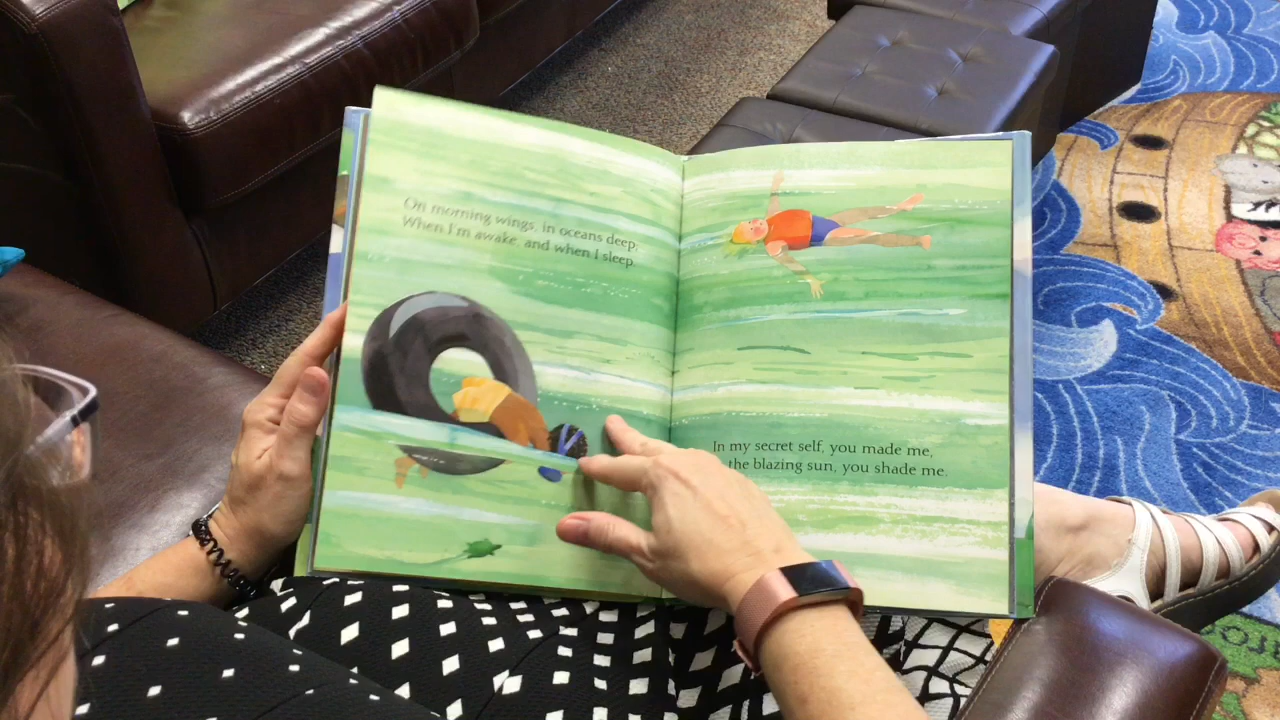 On morning wings, in oceans deep;
When I'm awake, and when I sleep.
In my secret self, you made me,
the blazing sun, you shade me.